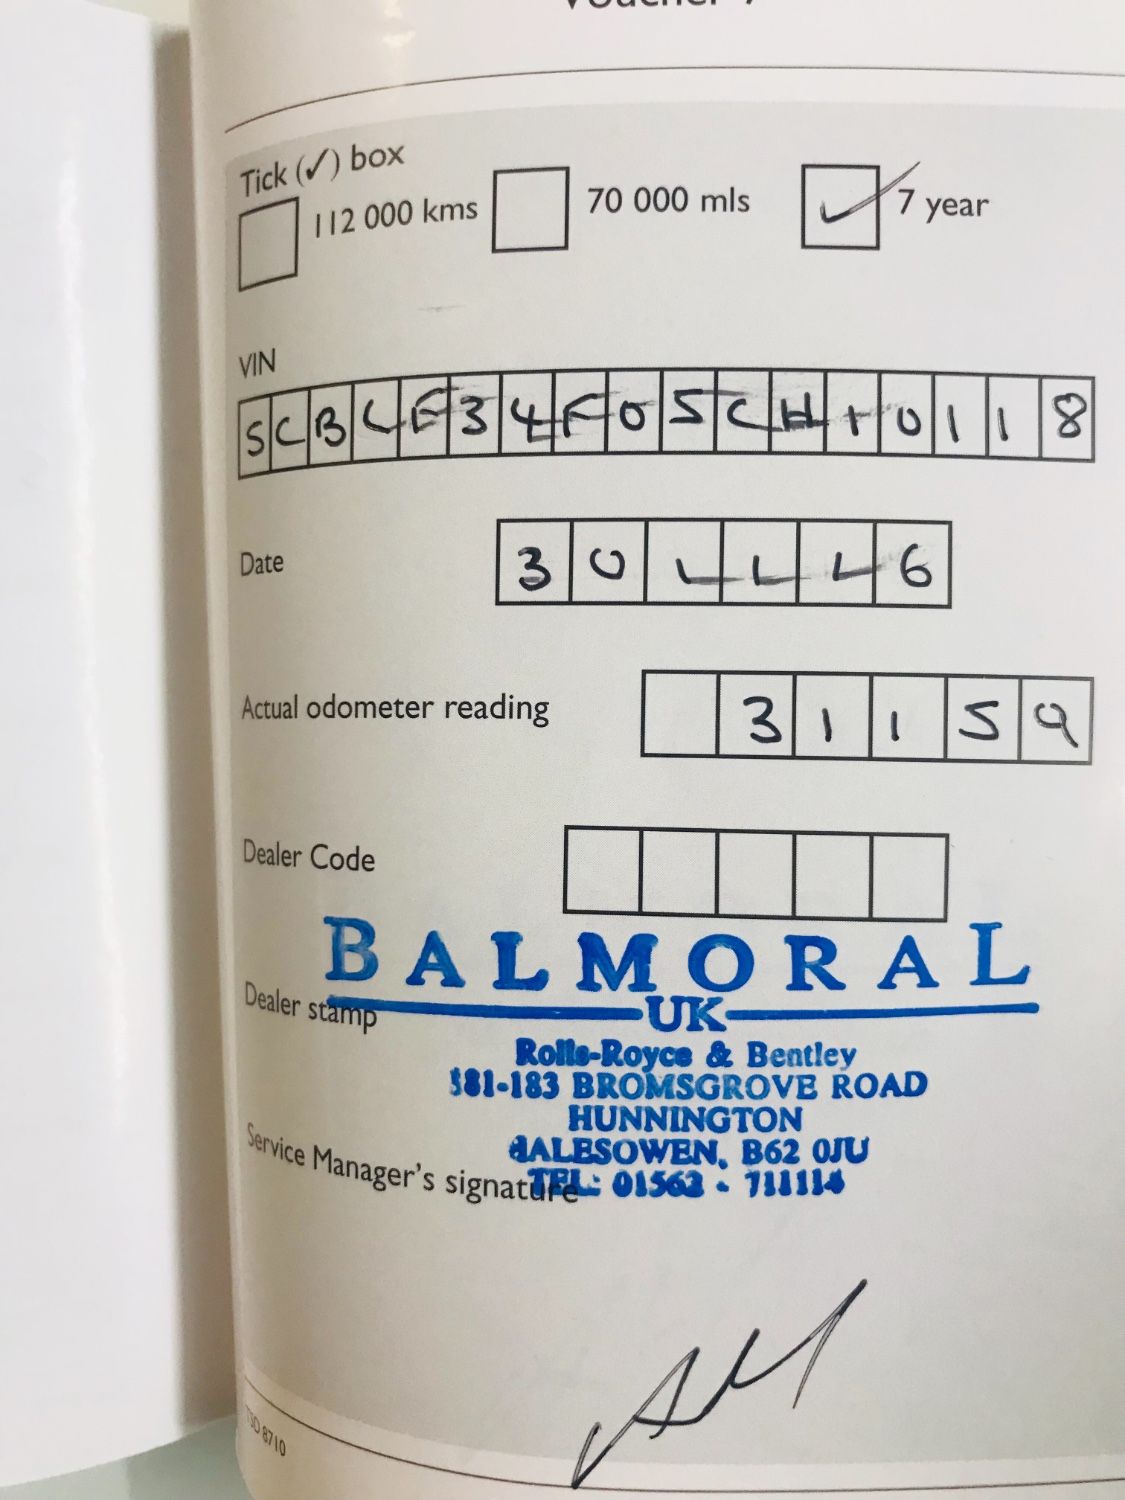 Voucher 7
Tick (✓) box
112 000 kms
70 000 mls
✓ 7 year
VIN
SCBLF34F05CH10118
Date
301116
Actual odometer reading
31159
Dealer Code
BALMORAL
UK
Dealer stamp
Rolls-Royce & Bentley
181-183 BROMSGROVE ROAD
HUNNINGTON
HALESOWEN, B62 0JU
Service Manager's signature
TEL: 01562 - 711114
TSD 8710